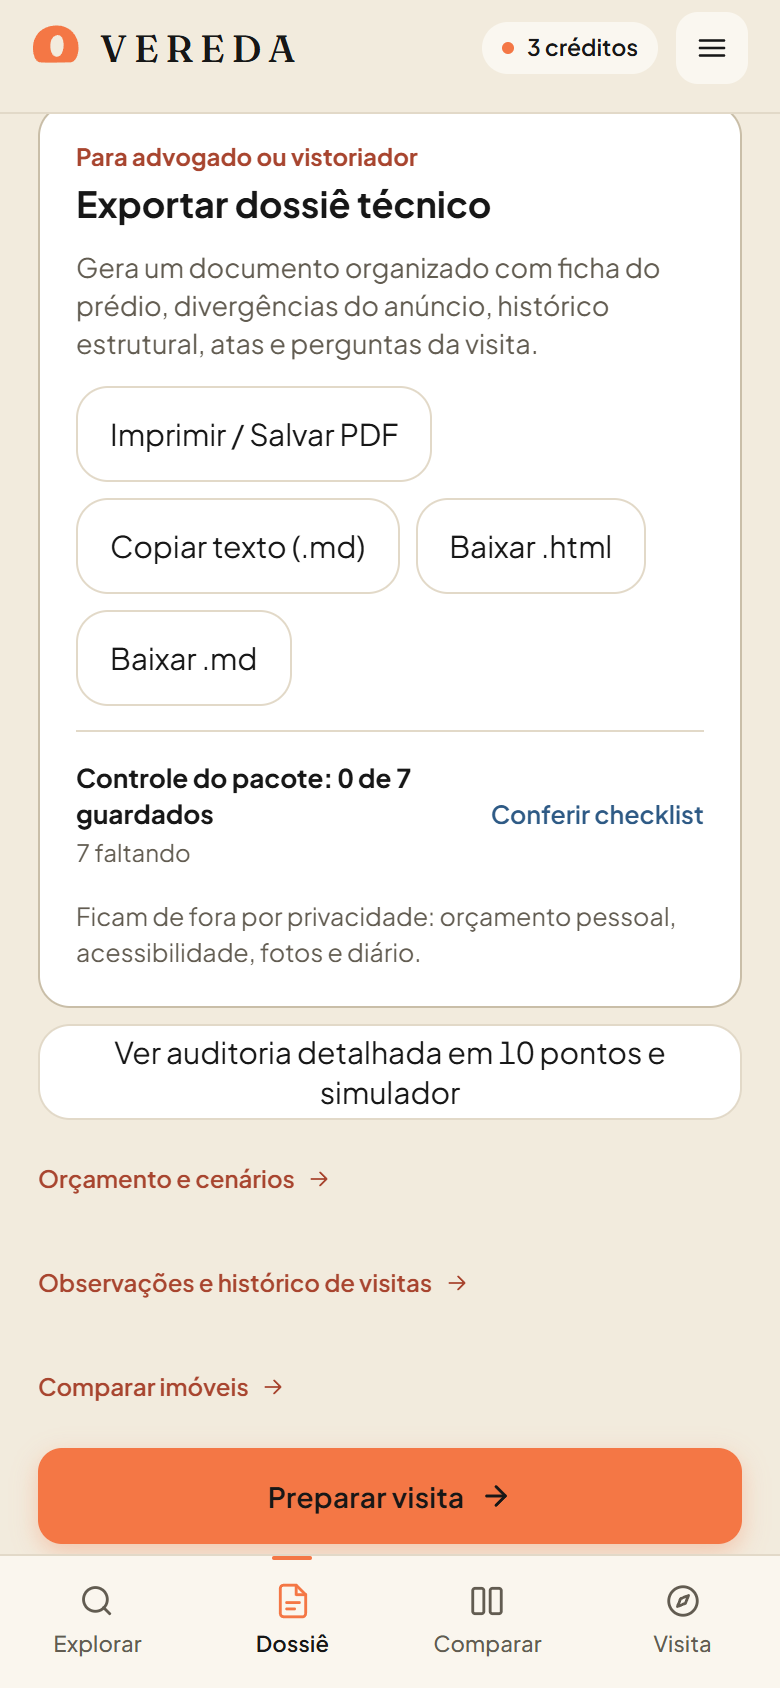 VEREDA
3 créditos
Para advogado ou vistoriador
Exportar dossiê técnico
Gera um documento organizado com ficha do
prédio, divergências do anúncio, histórico
estrutural, atas e perguntas da visita.
Imprimir / Salvar PDF
Copiar texto (.md)
Baixar .html
Baixar .md
Controle do pacote: 0 de 7
guardados
Conferir checklist
7 faltando
Ficam de fora por privacidade: orçamento pessoal,
acessibilidade, fotos e diário.
Ver auditoria detalhada em 10 pontos e
simulador
Orçamento e cenários →
Observações e histórico de visitas →
Comparar imóveis →
Preparar visita →
Explorar
Dossiê
Comparar
Visita